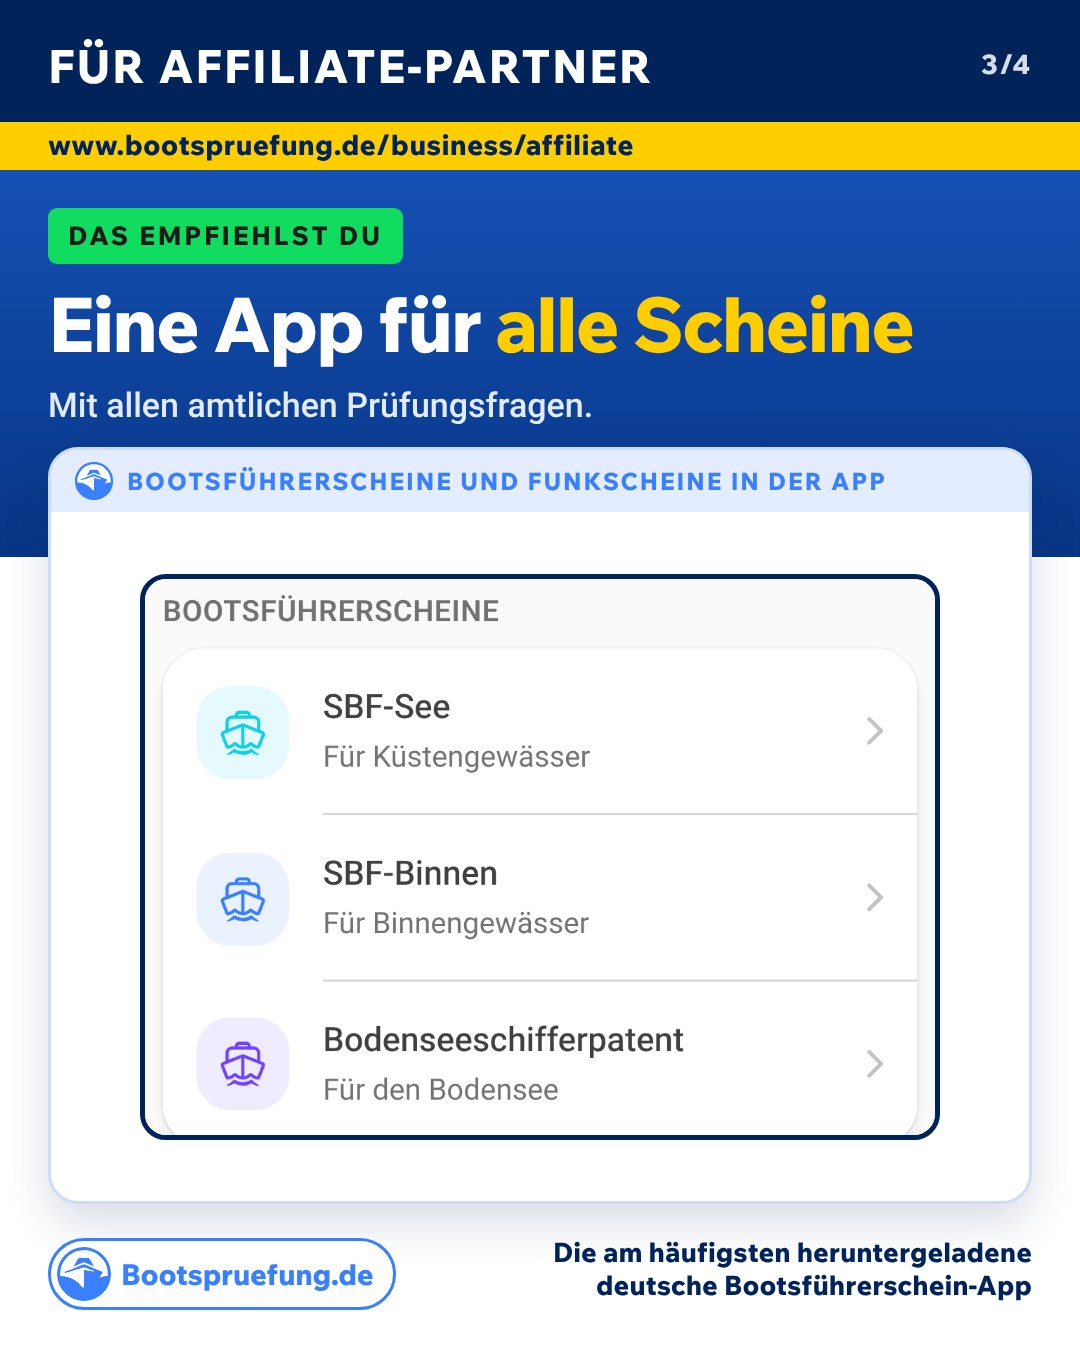 FÜR AFFILIATE-PARTNER
3/4
www.bootspruefung.de/business/affiliate
DAS EMPFIEHLST DU
Eine App für alle Scheine
Mit allen amtlichen Prüfungsfragen.
BOOTSFÜHRERSCHEINE UND FUNKSCHEINE IN DER APP
BOOTSFÜHRERSCHEINE
SBF-See
Für Küstengewässer
SBF-Binnen
Für Binnengewässer
Bodenseeschifferpatent
Für den Bodensee
Bootspruefung.de
Die am häufigsten heruntergeladene
deutsche Bootsführerschein-App